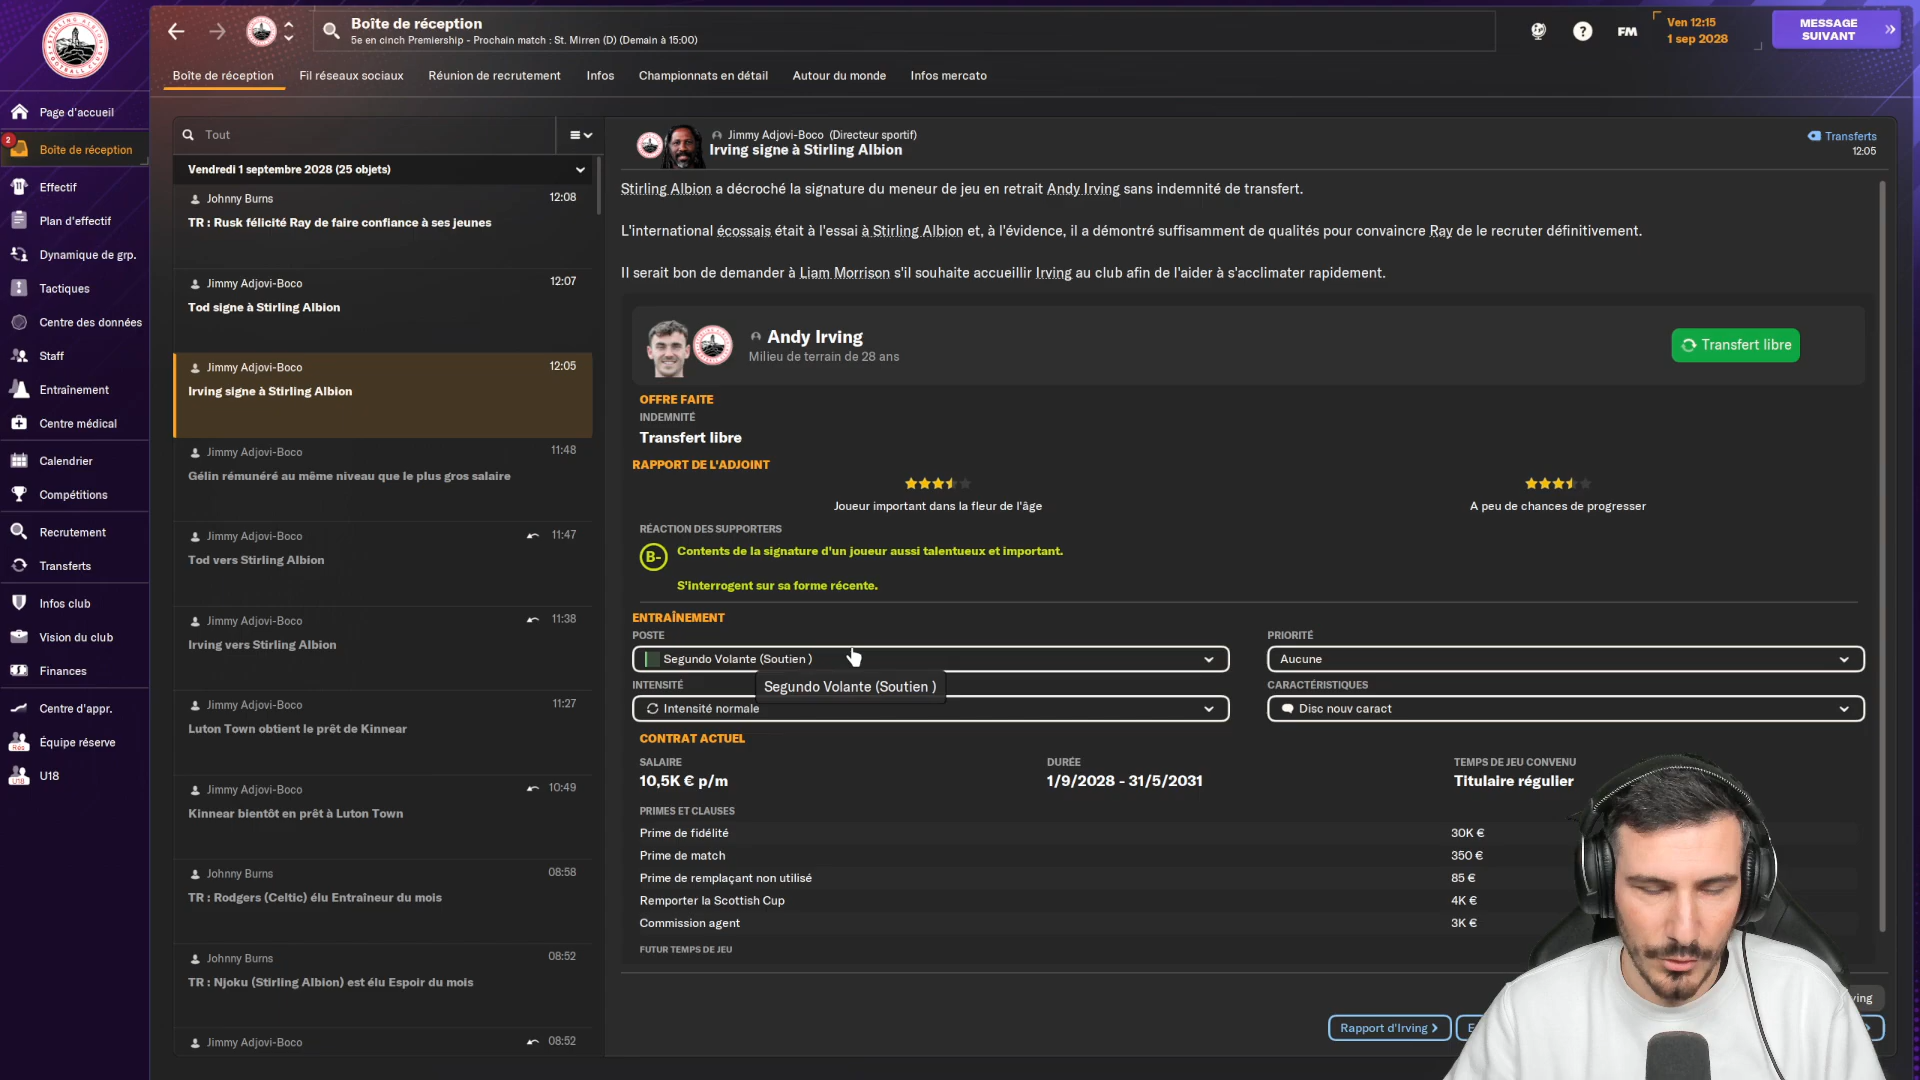 Boîte de réception
5e en cinch Premiership - Prochain match : St. Mirren (D) (Demain à 15:00)
FM
Ven 12:15
1 sep 2028
MESSAGE
SUIVANT
Boîte de réception
Fil réseaux sociaux
Réunion de recrutement
Infos
Championnats en détail
Autour du monde
Infos mercato
Page d'accueil
2
Boîte de réception
Effectif
Plan d'effectif
Dynamique de grp.
Tactiques
Centre des données
Staff
Entraînement
Centre médical
Calendrier
Compétitions
Recrutement
Transferts
Infos club
Vision du club
Finances
Centre d'appr.
Équipe réserve
U18
Tout
Vendredi 1 septembre 2028 (25 objets)
Johnny Burns 12:08
TR : Rusk félicité Ray de faire confiance à ses jeunes
Jimmy Adjovi-Boco 12:07
Tod signe à Stirling Albion
Jimmy Adjovi-Boco 12:05
Irving signe à Stirling Albion
Jimmy Adjovi-Boco 11:48
Gélin rémunéré au même niveau que le plus gros salaire
Jimmy Adjovi-Boco 11:47
Tod vers Stirling Albion
Jimmy Adjovi-Boco 11:38
Irving vers Stirling Albion
Jimmy Adjovi-Boco 11:27
Luton Town obtient le prêt de Kinnear
Jimmy Adjovi-Boco 10:49
Kinnear bientôt en prêt à Luton Town
Johnny Burns 08:58
TR : Rodgers (Celtic) élu Entraîneur du mois
Johnny Burns 08:52
TR : Njoku (Stirling Albion) est élu Espoir du mois
Jimmy Adjovi-Boco 08:52
Jimmy Adjovi-Boco (Directeur sportif)
Irving signe à Stirling Albion
Transferts
12:05
Stirling Albion a décroché la signature du meneur de jeu en retrait Andy Irving sans indemnité de transfert.
L'international écossais était à l'essai à Stirling Albion et, à l'évidence, il a démontré suffisamment de qualités pour convaincre Ray de le recruter définitivement.
Il serait bon de demander à Liam Morrison s'il souhaite accueillir Irving au club afin de l'aider à s'acclimater rapidement.
Andy Irving
Milieu de terrain de 28 ans
Transfert libre
OFFRE FAITE
INDEMNITÉ
Transfert libre
RAPPORT DE L'ADJOINT
Joueur important dans la fleur de l'âge
A peu de chances de progresser
RÉACTION DES SUPPORTERS
B-
Contents de la signature d'un joueur aussi talentueux et important.
S'interrogent sur sa forme récente.
ENTRAÎNEMENT
POSTE
PRIORITÉ
Segundo Volante (Soutien )
Aucune
INTENSITÉ
Segundo Volante (Soutien )
CARACTÉRISTIQUES
Intensité normale
Disc nouv caract
CONTRAT ACTUEL
SALAIRE
DURÉE
TEMPS DE JEU CONVENU
10,5K € p/m
1/9/2028 - 31/5/2031
Titulaire régulier
PRIMES ET CLAUSES
Prime de fidélité 30K €
Prime de match 350 €
Prime de remplaçant non utilisé 85 €
Remporter la Scottish Cup 4K €
Commission agent 3K €
FUTUR TEMPS DE JEU
Rapport d'Irving